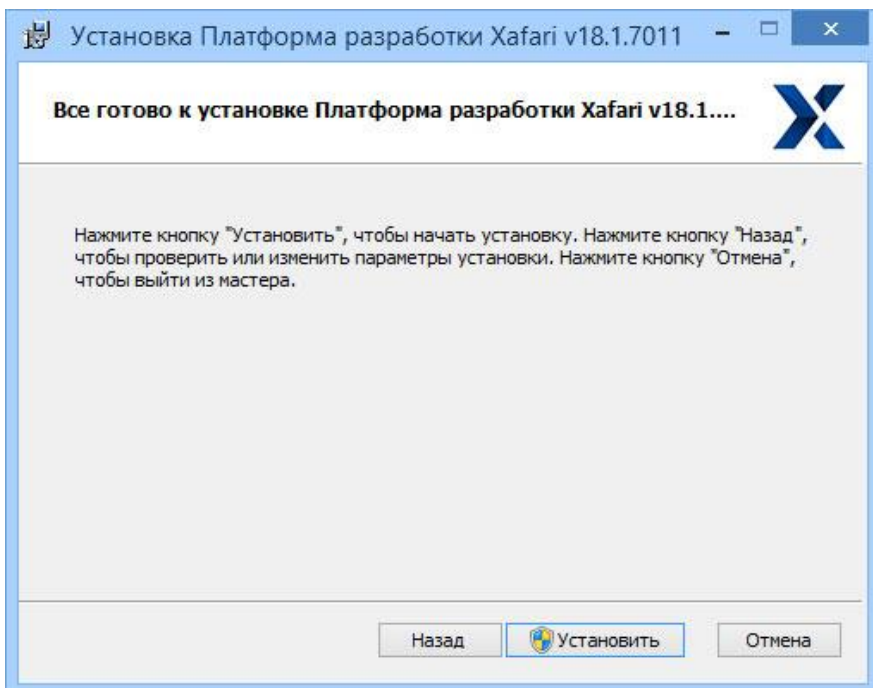 Установка Платформа разработки Xafari v18.1.7011
Все готово к установке Платформа разработки Xafari v18.1....
Нажмите кнопку "Установить", чтобы начать установку. Нажмите кнопку "Назад",
чтобы проверить или изменить параметры установки. Нажмите кнопку "Отмена",
чтобы выйти из мастера.
Назад Установить Отмена